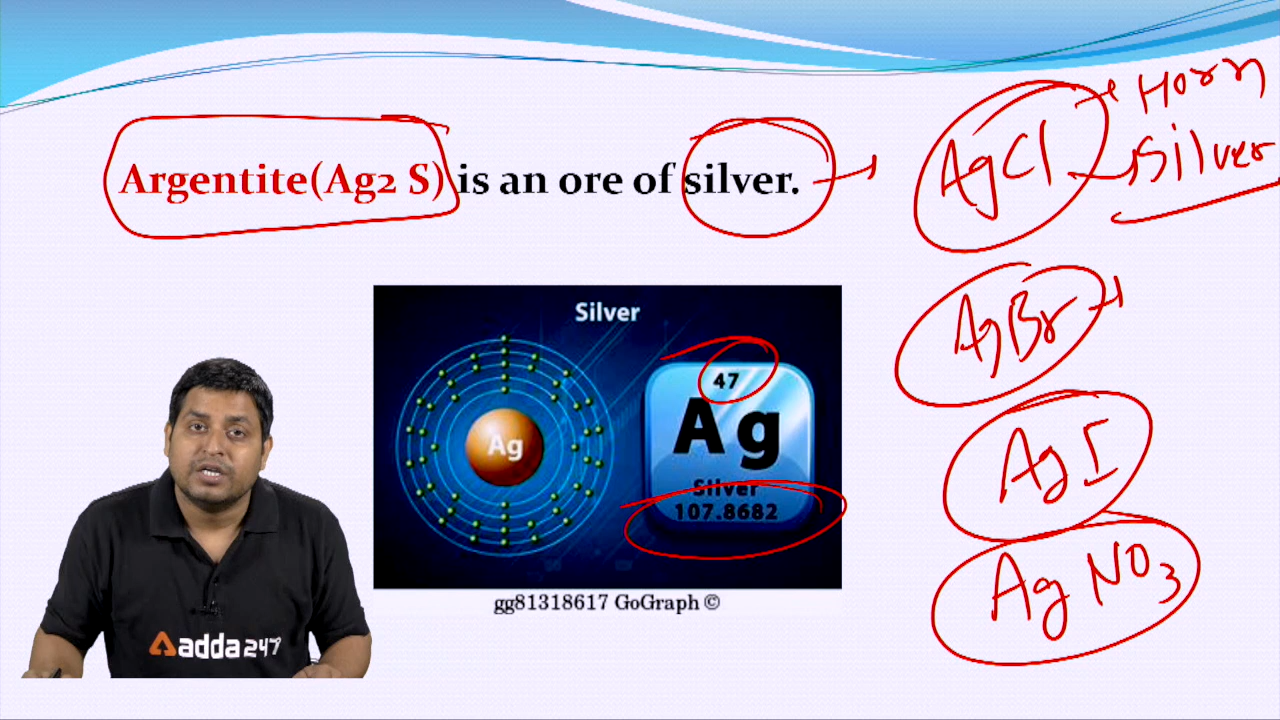 Argentite(Ag2 S) is an ore of silver.
AgCl
Horn
Silver
AgBr
AgI
AgNO3
Silver
47
Ag
Ag
Silver
107.8682
gg81318617 GoGraph ©
adda247